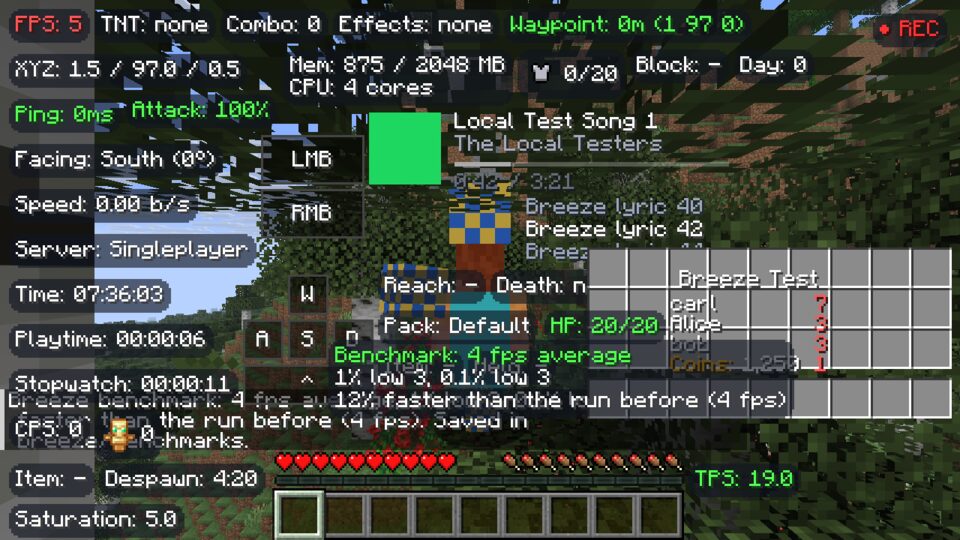 FPS: 5 TNT: none Combo: 0 Effects: none Waypoint: 0m (1 97 0) REC
XYZ: 1.5 / 97.0 / 0.5 Mem: 875 / 2048 MB 0/20 Block: - Day: 0
CPU: 4 cores
Ping: 0ms Attack: 100%
Local Test Song 1
The Local Testers
Facing: South (0°) LMB
0:42 / 3:21
Speed: 0.00 b/s RMB
Breeze lyric 40
Breeze lyric 42
Server: Singleplayer
Breeze lyric
Breeze Test
Time: 07:36:03 W Reach: - Death: n
carl 7
Alice 3
bob 3
Coins: 1,250 1
Playtime: 00:00:06 A S D Pack: Default HP: 20/20
Benchmark: 4 fps average
Stopwatch: 00:00:11 ^ 1% low 3, 0.1% low 3
12% faster than the run before (4 fps)
Breeze benchmark: 4 fps
faster than the run before (4 fps). Saved in
CPS: 0 0
breeze/benchmarks.
Item: - Despawn: 4:20 TPS: 19.0
Saturation: 5.0